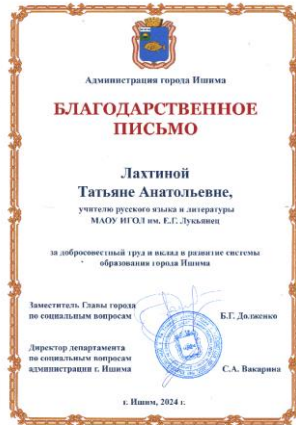 Администрация города Ишима
БЛАГОДАРСТВЕННОЕ
ПИСЬМО
Лахтиной
Татьяне Анатольевне,
учителю русского языка и литературы
МАОУ ИГОЛ им. Е.Г. Лукьянец
за добросовестный труд и вклад в развитие системы
образования города Ишима
Заместитель Главы города
по социальным вопросам
Б.Г. Долженко
Директор департамента
по социальным вопросам
администрации г. Ишима
С.А. Вакарина
г. Ишим, 2024 г.